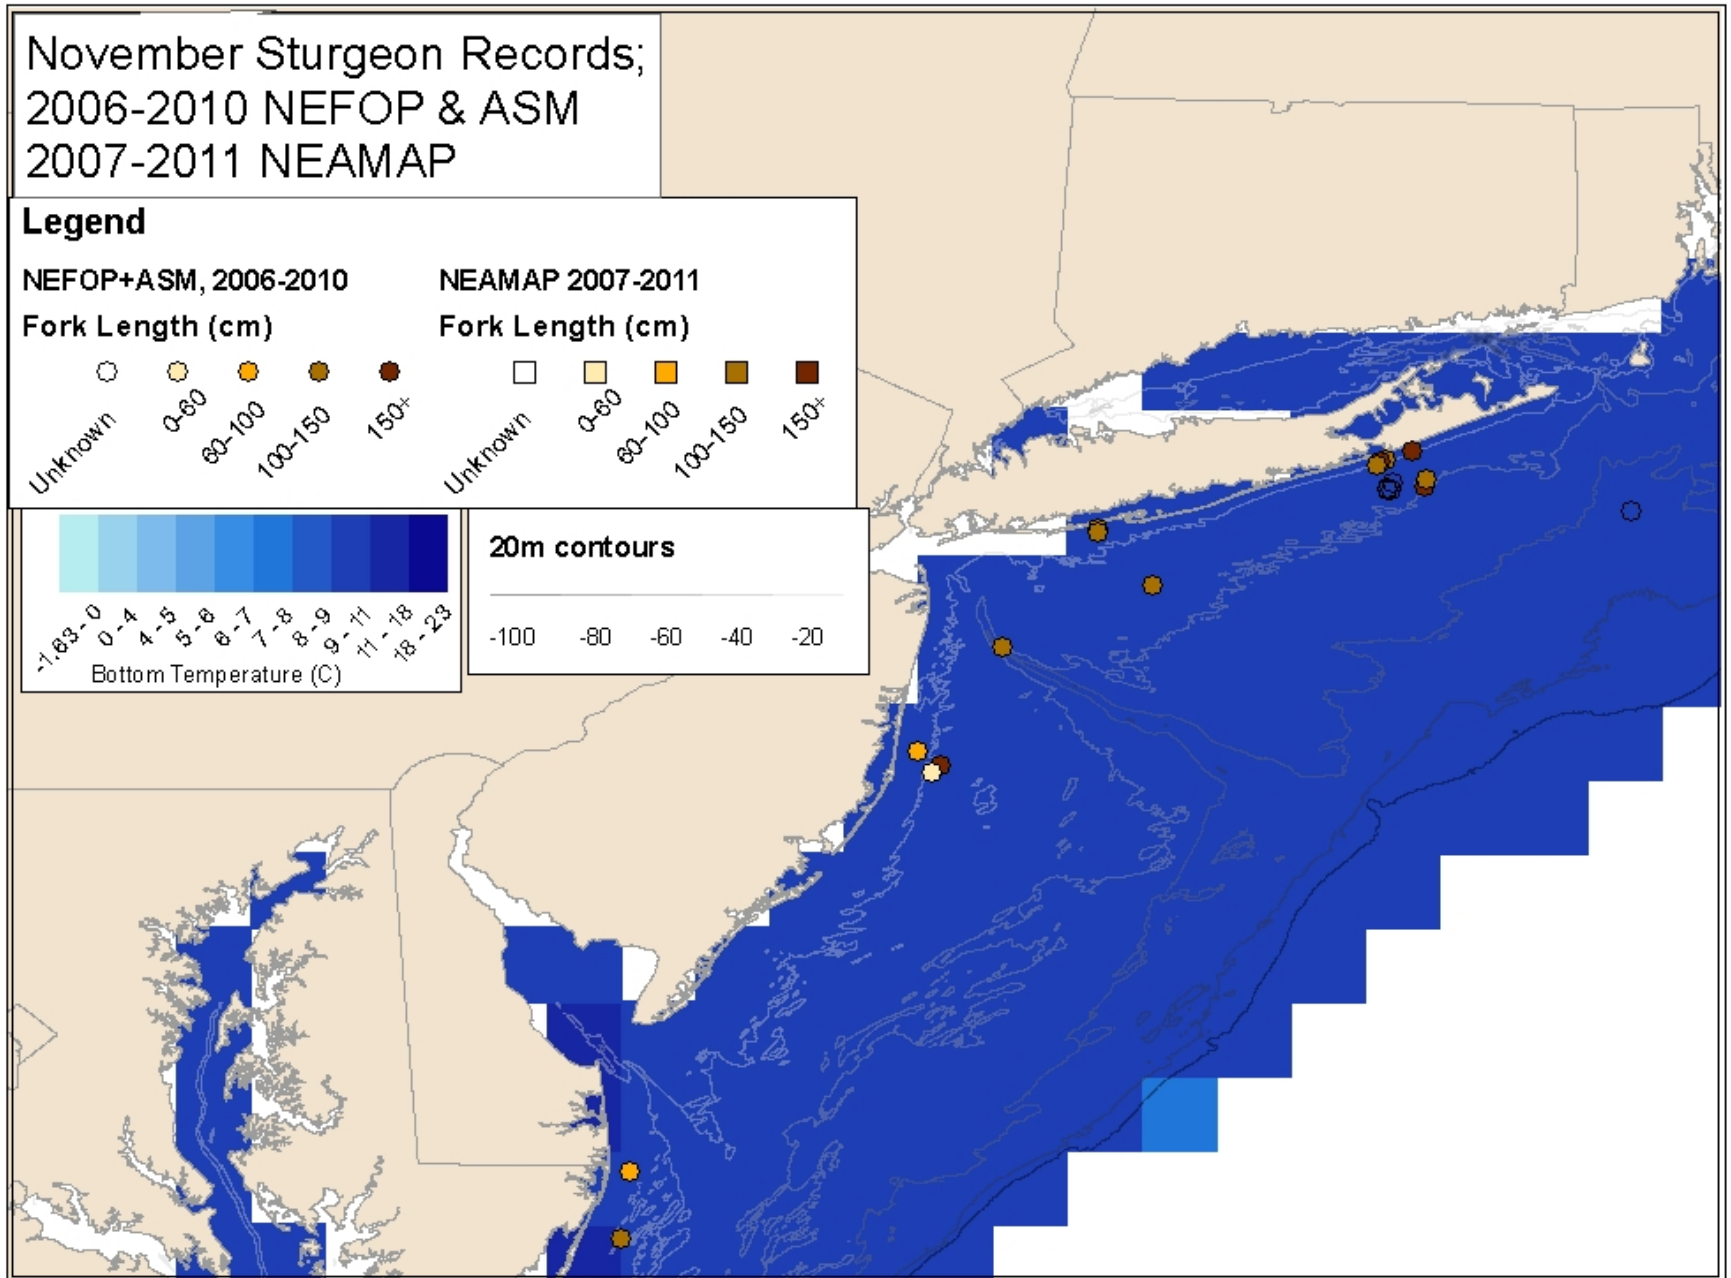 November Sturgeon Records;
2006-2010 NEFOP & ASM
2007-2011 NEAMAP
Legend
NEFOP+ASM, 2006-2010
Fork Length (cm)
Unknown
0-60
60-100
100-150
150+
NEAMAP 2007-2011
Fork Length (cm)
Unknown
0-60
60-100
100-150
150+
-1.63 - 0
0 - 4
4 - 5
5 - 6
6 - 7
7 - 8
8 - 9
9 - 11
11 - 18
18 - 23
Bottom Temperature (C)
20m contours
-100 -80 -60 -40 -20